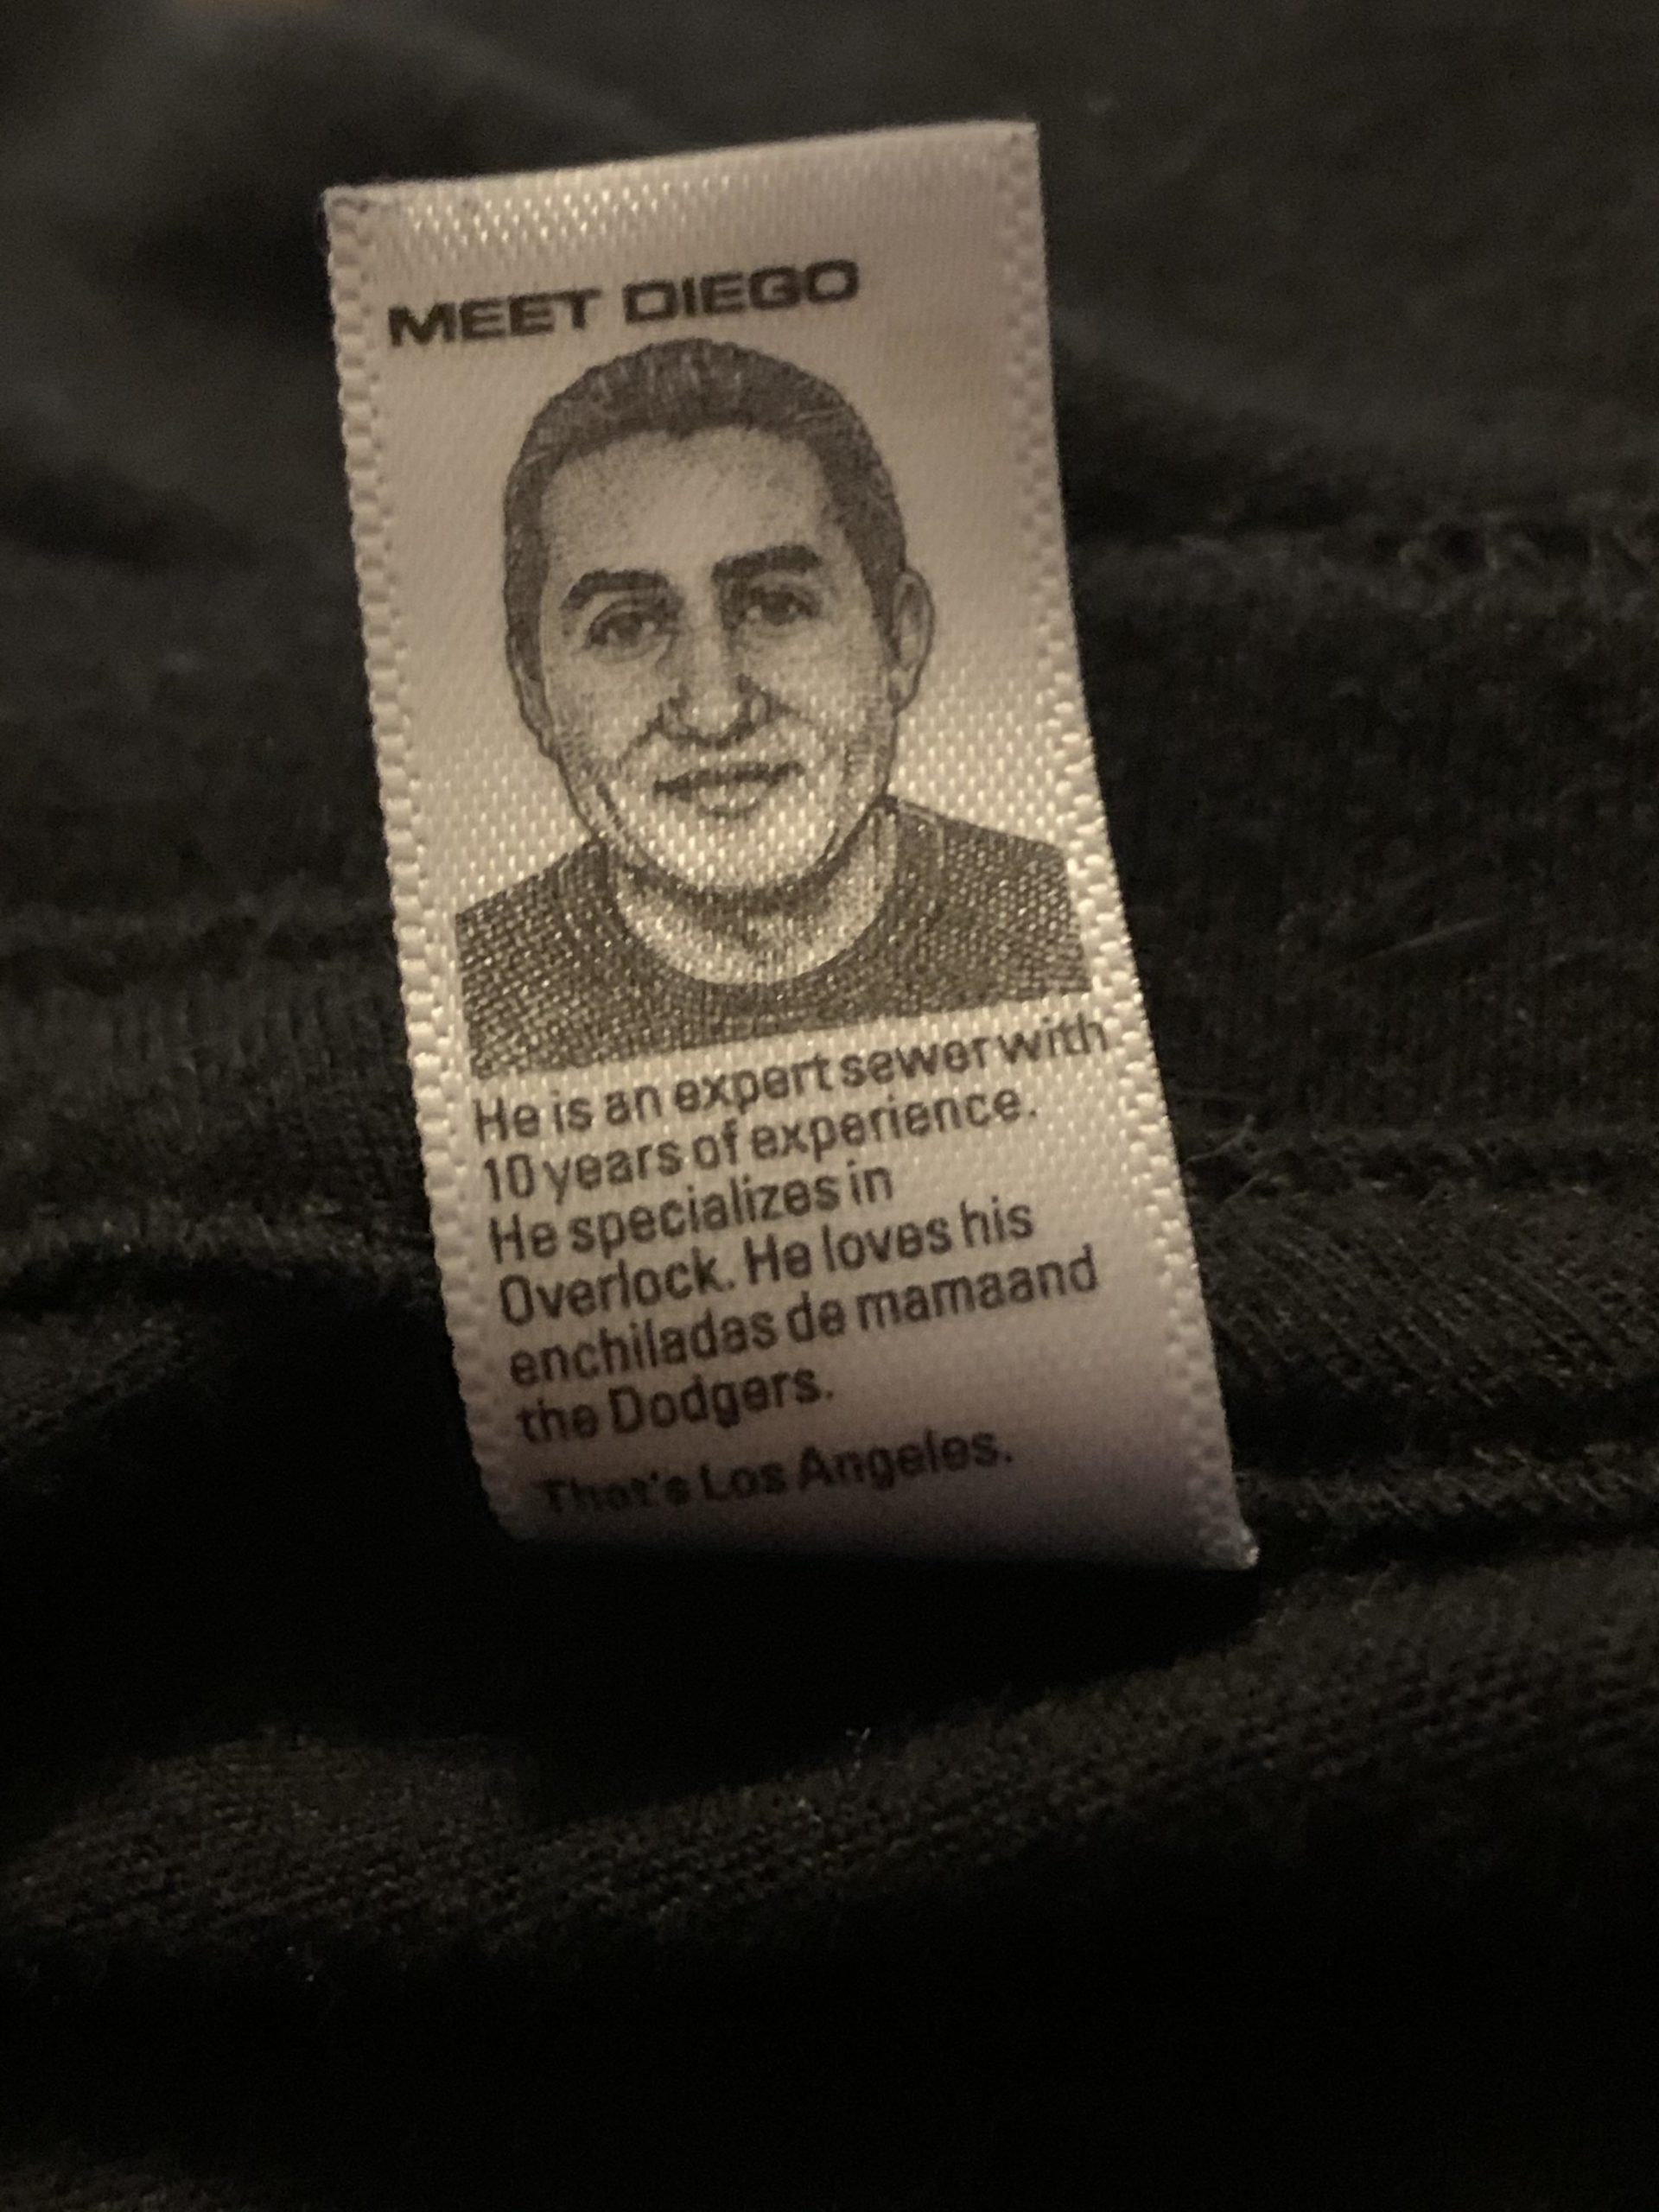 MEET DIEGO
He is an expert sewer with
10 years of experience.
He specializes in
Overlock. He loves his
enchiladas de mamaand
the Dodgers.
That's Los Angeles.